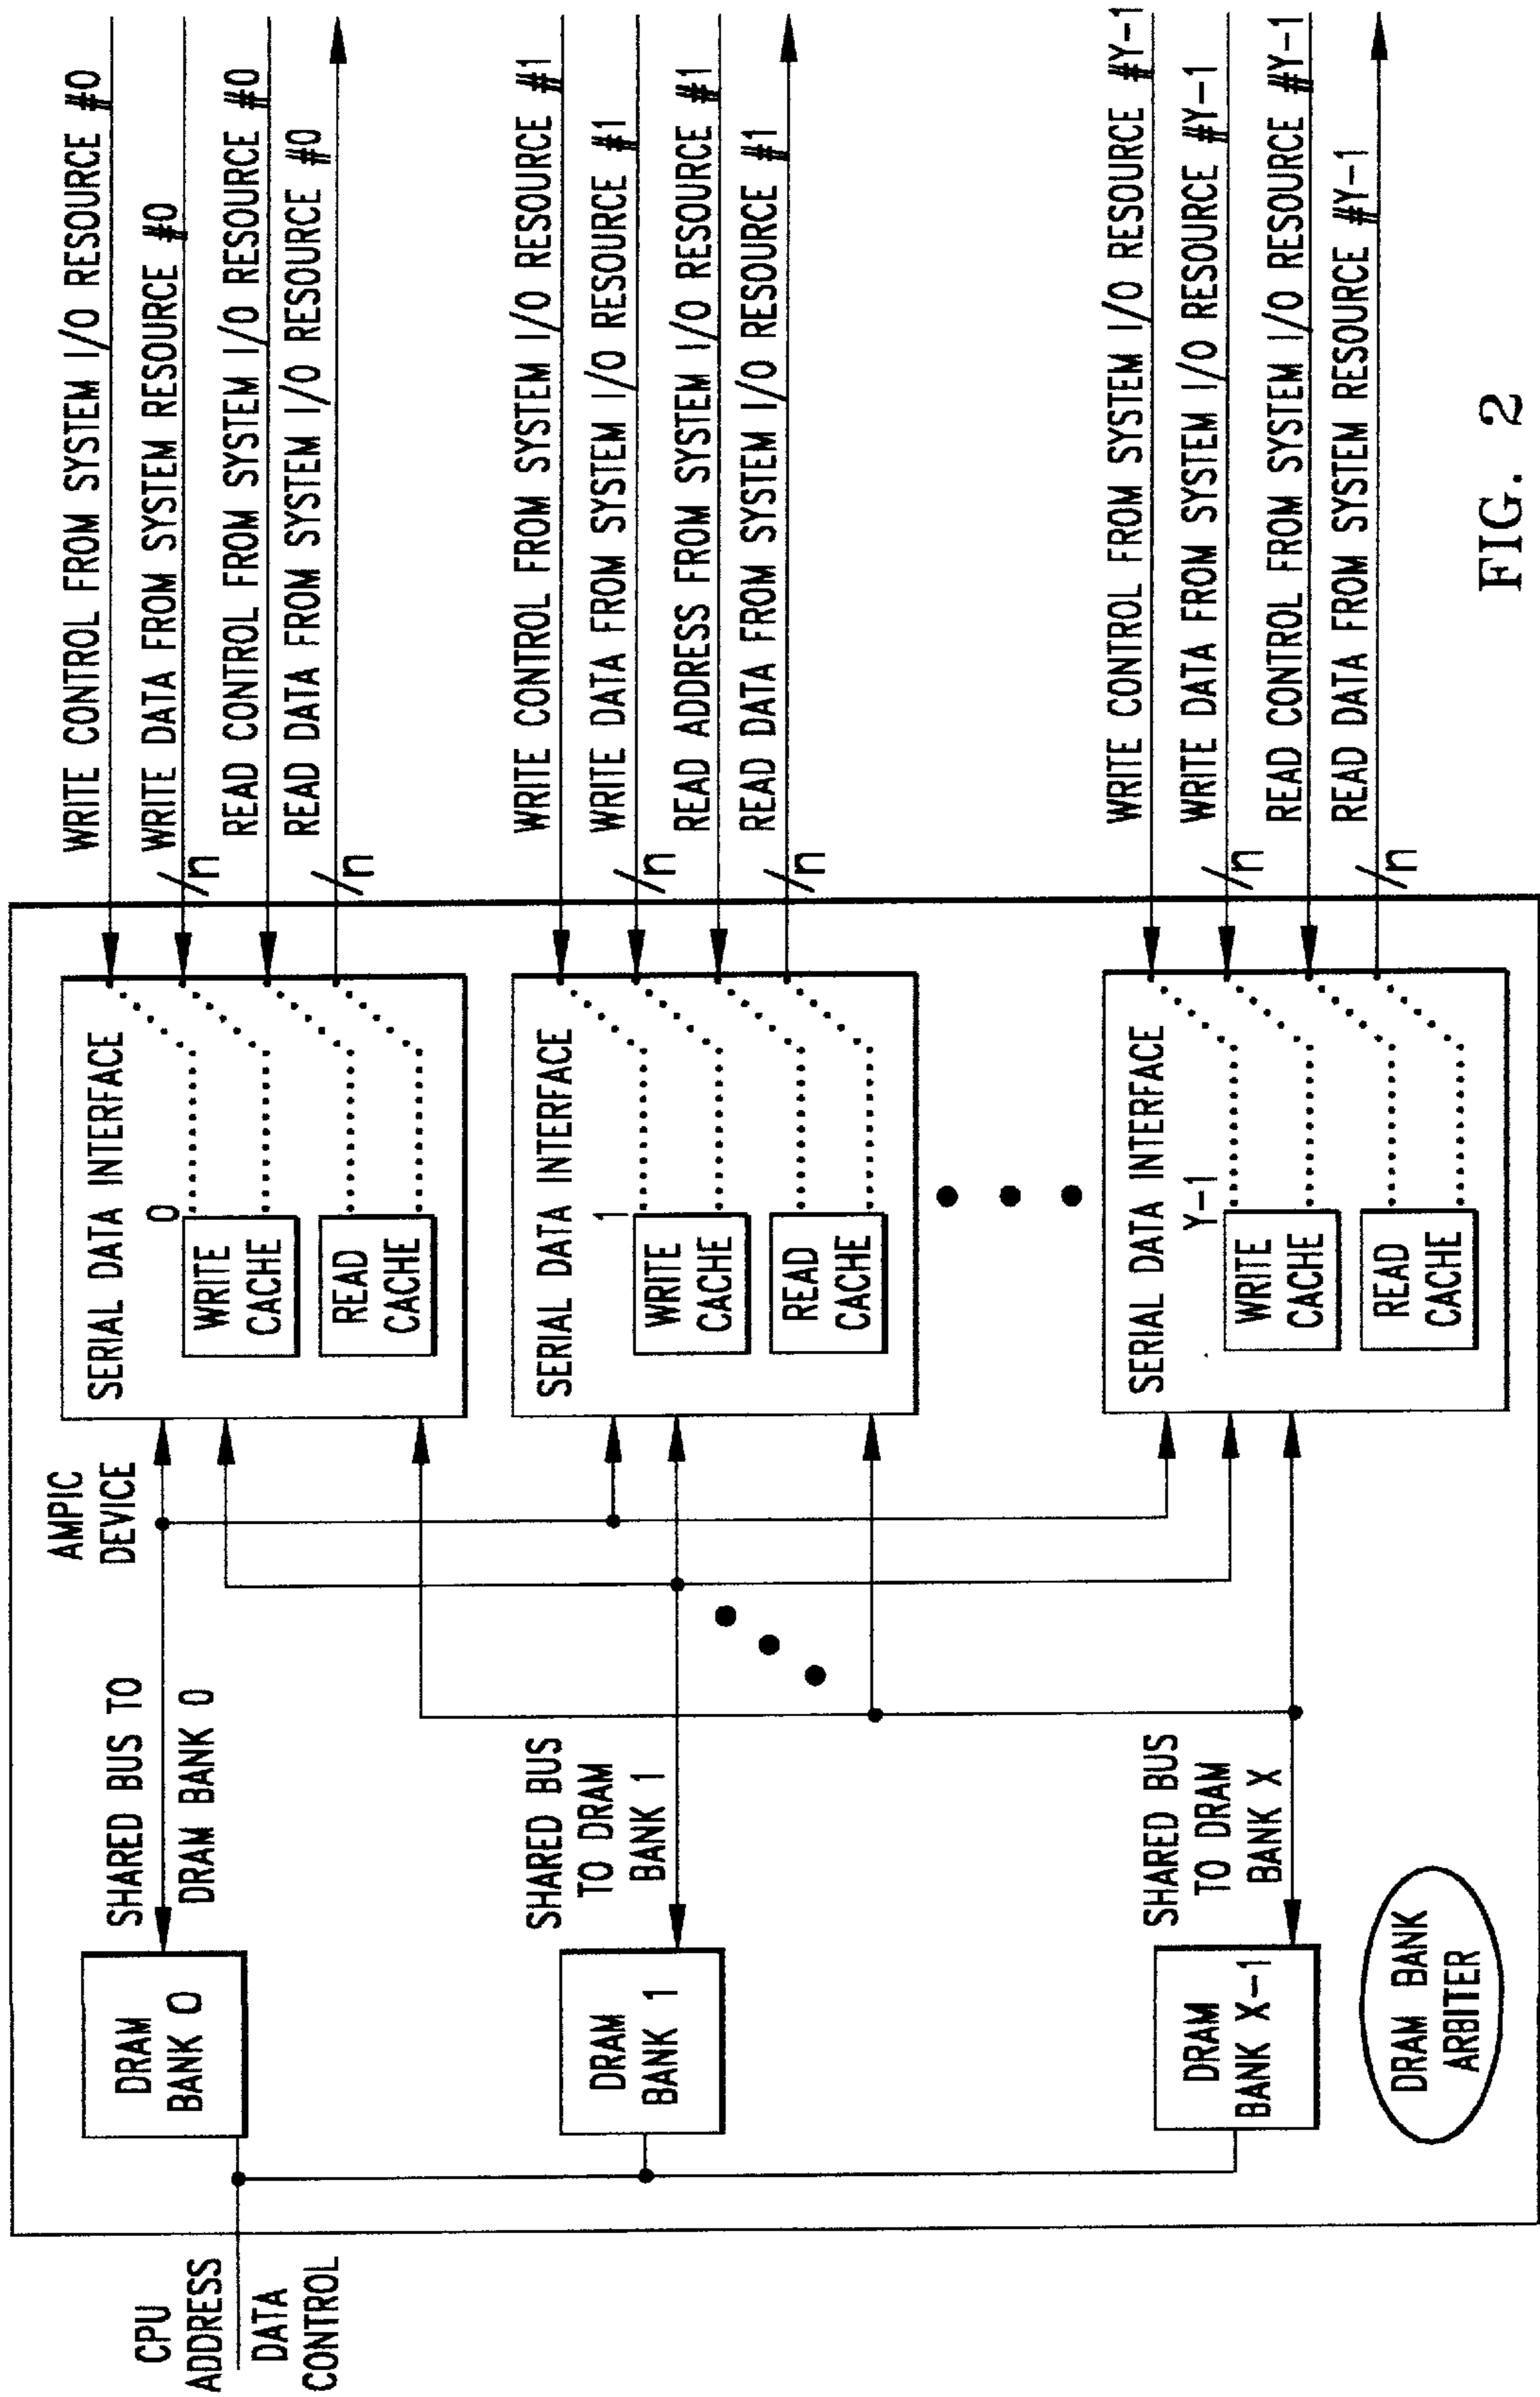 CPU
ADDRESS
DATA
CONTROL
DRAM
BANK 0
DRAM
BANK 1
DRAM
BANK X-1
DRAM BANK
ARBITER
SHARED BUS TO
DRAM BANK 0
SHARED BUS
TO DRAM
BANK 1
SHARED BUS
TO DRAM
BANK X
AMPIC
DEVICE
SERIAL DATA INTERFACE
0
WRITE
CACHE
READ
CACHE
SERIAL DATA INTERFACE
1
WRITE
CACHE
READ
CACHE
SERIAL DATA INTERFACE
Y-1
WRITE
CACHE
READ
CACHE
WRITE CONTROL FROM SYSTEM I/O RESOURCE #0
WRITE DATA FROM SYSTEM RESOURCE #0
n
READ CONTROL FROM SYSTEM I/O RESOURCE #0
READ DATA FROM SYSTEM I/O RESOURCE #0
n
WRITE CONTROL FROM SYSTEM I/O RESOURCE #1
WRITE DATA FROM SYSTEM I/O RESOURCE #1
n
READ ADDRESS FROM SYSTEM I/O RESOURCE #1
READ DATA FROM SYSTEM I/O RESOURCE #1
n
WRITE CONTROL FROM SYSTEM I/O RESOURCE #Y-1
WRITE DATA FROM SYSTEM I/O RESOURCE #Y-1
n
READ CONTROL FROM SYSTEM I/O RESOURCE #Y-1
READ DATA FROM SYSTEM RESOURCE #Y-1
n
FIG. 2